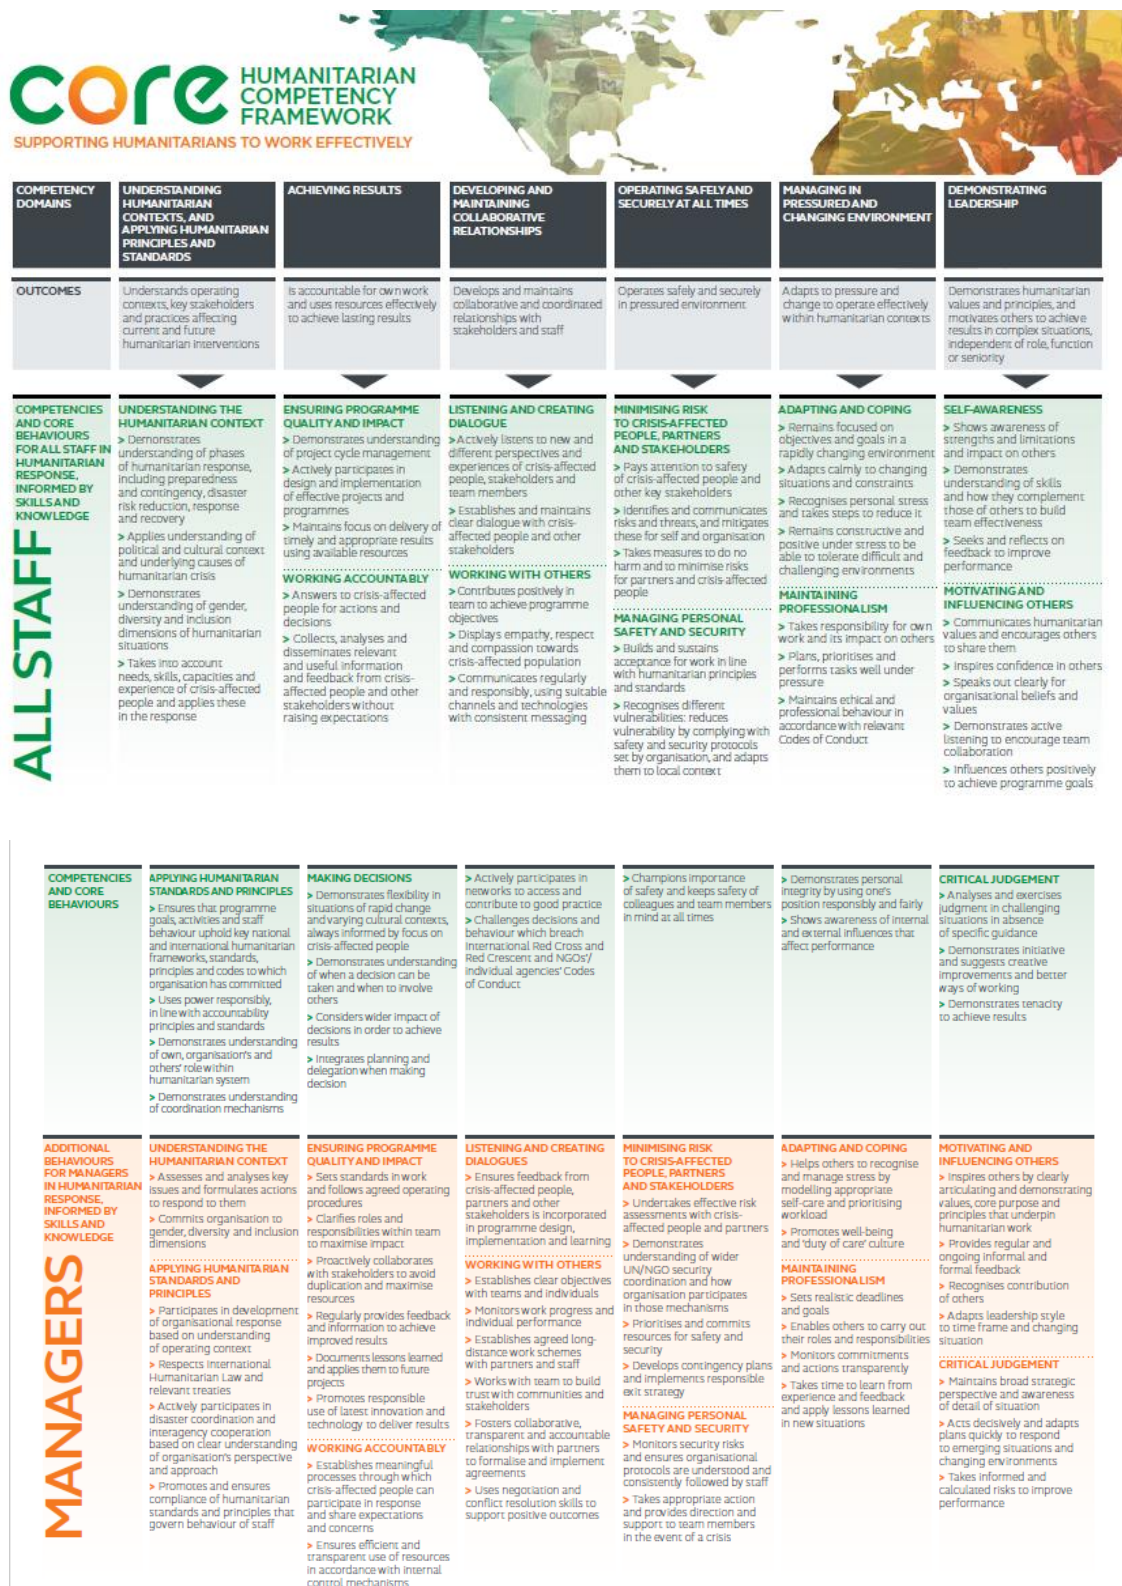 core
HUMANITARIAN
COMPETENCY
FRAMEWORK
SUPPORTING HUMANITARIANS TO WORK EFFECTIVELY
COMPETENCY
DOMAINS
UNDERSTANDING
HUMANITARIAN
CONTEXTS, AND
APPLYING HUMANITARIAN
PRINCIPLES AND
STANDARDS
ACHIEVING RESULTS
DEVELOPING AND
MAINTAINING
COLLABORATIVE
RELATIONSHIPS
OPERATING SAFELY AND
SECURELY AT ALL TIMES
MANAGING IN
PRESSURED AND
CHANGING ENVIRONMENT
DEMONSTRATING
LEADERSHIP
OUTCOMES
Understands operating
contexts, key stakeholders
and practices affecting
current and future
humanitarian interventions
Is accountable for own work
and uses resources effectively
to achieve lasting results
Develops and maintains
collaborative and coordinated
relationships with
stakeholders and staff
Operates safely and securely
in pressured environment
Adapts to pressure and
change to operate effectively
within humanitarian contexts
Demonstrates humanitarian
values and principles, and
motivates others to achieve
results in complex situations,
independent of role, function
or seniority
COMPETENCIES
AND CORE
BEHAVIOURS
FOR ALL STAFF IN
HUMANITARIAN
RESPONSE,
INFORMED BY
SKILLS AND
KNOWLEDGE
ALL STAFF
UNDERSTANDING THE
HUMANITARIAN CONTEXT
> Demonstrates
understanding of phases
of humanitarian response,
including preparedness
and contingency, disaster
risk reduction, response
and recovery
> Applies understanding of
political and cultural context
and underlying causes of
humanitarian crisis
> Demonstrates
understanding of gender,
diversity and inclusion
dimensions of humanitarian
situations
> Takes into account
needs, skills, capacities and
experience of crisis-affected
people and applies these
in the response
ENSURING PROGRAMME
QUALITY AND IMPACT
> Demonstrates understanding
of project cycle management
> Actively participates in
design and implementation
of effective projects and
programmes
> Maintains focus on delivery of
timely and appropriate results
using available resources
WORKING ACCOUNTABLY
> Answers to crisis-affected
people for actions and
decisions
> Collects, analyses and
disseminates relevant
and useful information
and feedback from crisis-
affected people and other
stakeholders without
raising expectations
LISTENING AND CREATING
DIALOGUE
> Actively listens to new and
different perspectives and
experiences of crisis-affected
people, stakeholders and
team members
> Establishes and maintains
clear dialogue with crisis-
affected people and other
stakeholders
WORKING WITH OTHERS
> Contributes positively in
team to achieve programme
objectives
> Displays empathy, respect
and compassion towards
crisis-affected population
> Communicates regularly
and responsibly, using suitable
channels and technologies
with consistent messaging
MINIMISING RISK
TO CRISIS-AFFECTED
PEOPLE, PARTNERS
AND STAKEHOLDERS
> Pays attention to safety
of crisis-affected people and
other key stakeholders
> Identifies and communicates
risks and threats, and mitigates
these for self and organisation
> Takes measures to do no
harm and to minimise risks
for partners and crisis-affected
people
MANAGING PERSONAL
SAFETY AND SECURITY
> Builds and sustains
acceptance for work in line
with humanitarian principles
and standards
> Recognises different
vulnerabilities: reduces
vulnerability by complying with
safety and security protocols
set by organisation, and adapts
them to local context
ADAPTING AND COPING
> Remains focused on
objectives and goals in a
rapidly changing environment
> Adapts calmly to changing
situations and constraints
> Recognises personal stress
and takes steps to reduce it
> Remains constructive and
positive under stress to be
able to tolerate difficult and
challenging environments
MAINTAINING
PROFESSIONALISM
> Takes responsibility for own
work and its impact on others
> Plans, prioritises and
performs tasks well under
pressure
> Maintains ethical and
professional behaviour in
accordance with relevant
Codes of Conduct
SELF-AWARENESS
> Shows awareness of
strengths and limitations
and impact on others
> Demonstrates
understanding of skills
and how they complement
those of others to build
team effectiveness
> Seeks and reflects on
feedback to improve
performance
MOTIVATING AND
INFLUENCING OTHERS
> Communicates humanitarian
values and encourages others
to share them
> Inspires confidence in others
> Speaks out clearly for
organisational beliefs and
values
> Demonstrates active
listening to encourage team
collaboration
> Influences others positively
to achieve programme goals
COMPETENCIES
AND CORE
BEHAVIOURS
APPLYING HUMANITARIAN
STANDARDS AND PRINCIPLES
> Ensures that programme
goals, activities and staff
behaviour uphold key national
and international humanitarian
frameworks, standards,
principles and codes to which
organisation has committed
> Uses power responsibly,
in line with accountability
principles and standards
> Demonstrates understanding
of own, organisation's and
others' role within
humanitarian system
> Demonstrates understanding
of coordination mechanisms
MAKING DECISIONS
> Demonstrates flexibility in
situations of rapid change
and varying cultural contexts,
always informed by focus on
crisis-affected people
> Demonstrates understanding
of when a decision can be
taken and when to involve
others
> Considers wider impact of
decisions in order to achieve
results
> Integrates planning and
delegation when making
decision
> Actively participates in
networks to access and
contribute to good practice
> Challenges decisions and
behaviour which breach
International Red Cross and
Red Crescent and NGOs'/
individual agencies' Codes
of Conduct
> Champions importance
of safety and keeps safety of
colleagues and team members
in mind at all times
> Demonstrates personal
integrity by using one's
position responsibly and fairly
> Shows awareness of internal
and external influences that
affect performance
CRITICAL JUDGEMENT
> Analyses and exercises
judgment in challenging
situations in absence
of specific guidance
> Demonstrates initiative
and suggests creative
improvements and better
ways of working
> Demonstrates tenacity
to achieve results
ADDITIONAL
BEHAVIOURS
FOR MANAGERS
IN HUMANITARIAN
RESPONSE,
INFORMED BY
SKILLS AND
KNOWLEDGE
MANAGERS
UNDERSTANDING THE
HUMANITARIAN CONTEXT
> Assesses and analyses key
issues and formulates actions
to respond to them
> Commits organisation to
gender, diversity and inclusion
dimensions
APPLYING HUMANITARIAN
STANDARDS AND
PRINCIPLES
> Participates in development
of organisational response
based on understanding
of operating context
> Respects International
Humanitarian Law and
relevant treaties
> Actively participates in
disaster coordination and
interagency cooperation
based on clear understanding
of organisation's perspective
and approach
> Promotes and ensures
compliance of humanitarian
standards and principles that
govern behaviour of staff
ENSURING PROGRAMME
QUALITY AND IMPACT
> Sets standards in work
and follows agreed operating
procedures
> Clarifies roles and
responsibilities within team
to maximise impact
> Proactively collaborates
with stakeholders to avoid
duplication and maximise
resources
> Regularly provides feedback
and information to achieve
improved results
> Documents lessons learned
and applies them to future
projects
> Promotes responsible
use of latest innovation and
technology to deliver results
WORKING ACCOUNTABLY
> Establishes meaningful
processes through which
crisis-affected people can
participate in response
and share expectations
and concerns
> Ensures efficient and
transparent use of resources
in accordance with internal
control mechanisms
LISTENING AND CREATING
DIALOGUES
> Ensures feedback from
crisis-affected people,
partners and other
stakeholders is incorporated
in programme design,
implementation and learning
WORKING WITH OTHERS
> Establishes clear objectives
with teams and individuals
> Monitors work progress and
individual performance
> Establishes agreed long-
distance work schemes
with partners and staff
> Works with team to build
trust with communities and
stakeholders
> Fosters collaborative,
transparent and accountable
relationships with partners
to formalise and implement
agreements
> Uses negotiation and
conflict resolution skills to
support positive outcomes
MINIMISING RISK
TO CRISIS-AFFECTED
PEOPLE, PARTNERS
AND STAKEHOLDERS
> Undertakes effective risk
assessments with crisis-
affected people and partners
> Demonstrates
understanding of wider
UN/NGO security
coordination and how
organisation participates
in those mechanisms
> Prioritises and commits
resources for safety and
security
> Develops contingency plans
and implements responsible
exit strategy
MANAGING PERSONAL
SAFETY AND SECURITY
> Monitors security risks
and ensures organisational
protocols are understood and
consistently followed by staff
> Takes appropriate action
and provides direction and
support to team members
in the event of a crisis
ADAPTING AND COPING
> Helps others to recognise
and manage stress by
modelling appropriate
self-care and prioritising
workload
> Promotes well-being
and 'duty of care' culture
MAINTAINING
PROFESSIONALISM
> Sets realistic deadlines
and goals
> Enables others to carry out
their roles and responsibilities
> Monitors commitments
and actions transparently
> Takes time to learn from
experience and feedback
and apply lessons learned
in new situations
MOTIVATING AND
INFLUENCING OTHERS
> Inspires others by clearly
articulating and demonstrating
values, core purpose and
principles that underpin
humanitarian work
> Provides regular and
ongoing informal and
formal feedback
> Recognises contribution
of others
> Adapts leadership style
to time frame and changing
situation
CRITICAL JUDGEMENT
> Maintains broad strategic
perspective and awareness
of detail of situation
> Acts decisively and adapts
plans quickly to respond
to emerging situations and
changing environments
> Takes informed and
calculated risks to improve
performance